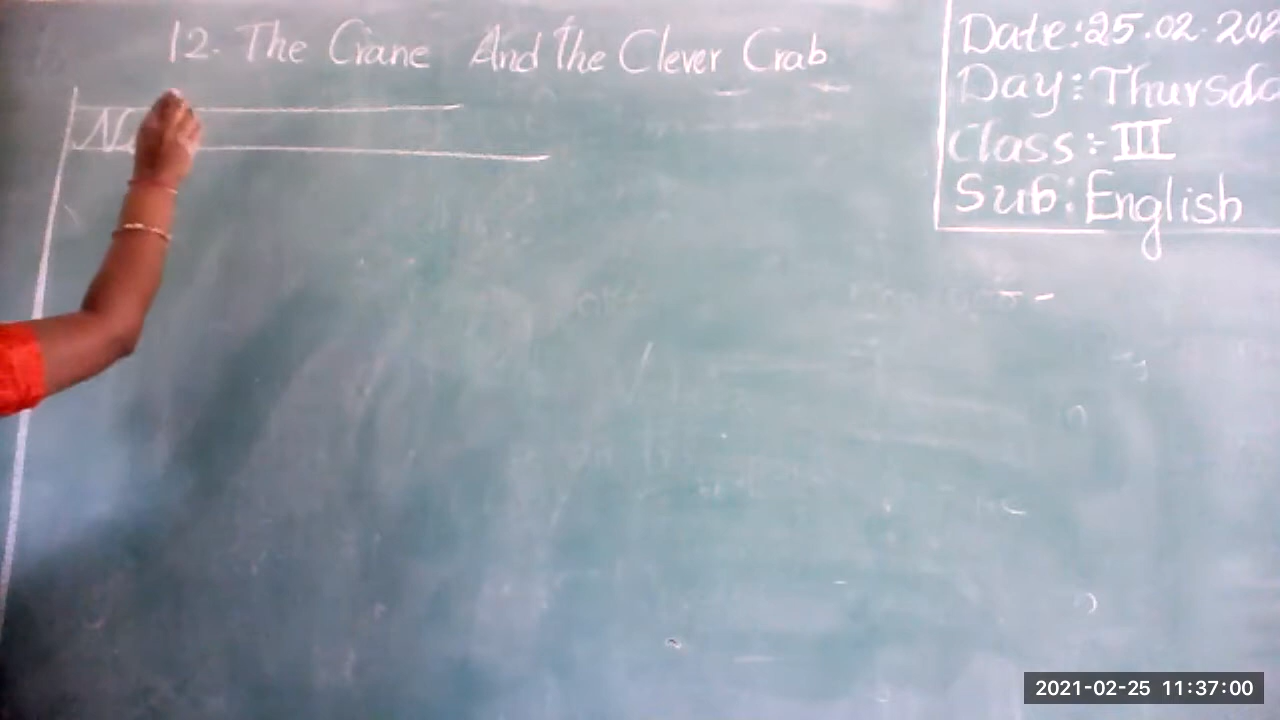 12. The Crane And the Clever Crab
Date:25.02.202
Day:Thursda
Class:-III
Sub:English
2021-02-25 11:37:00